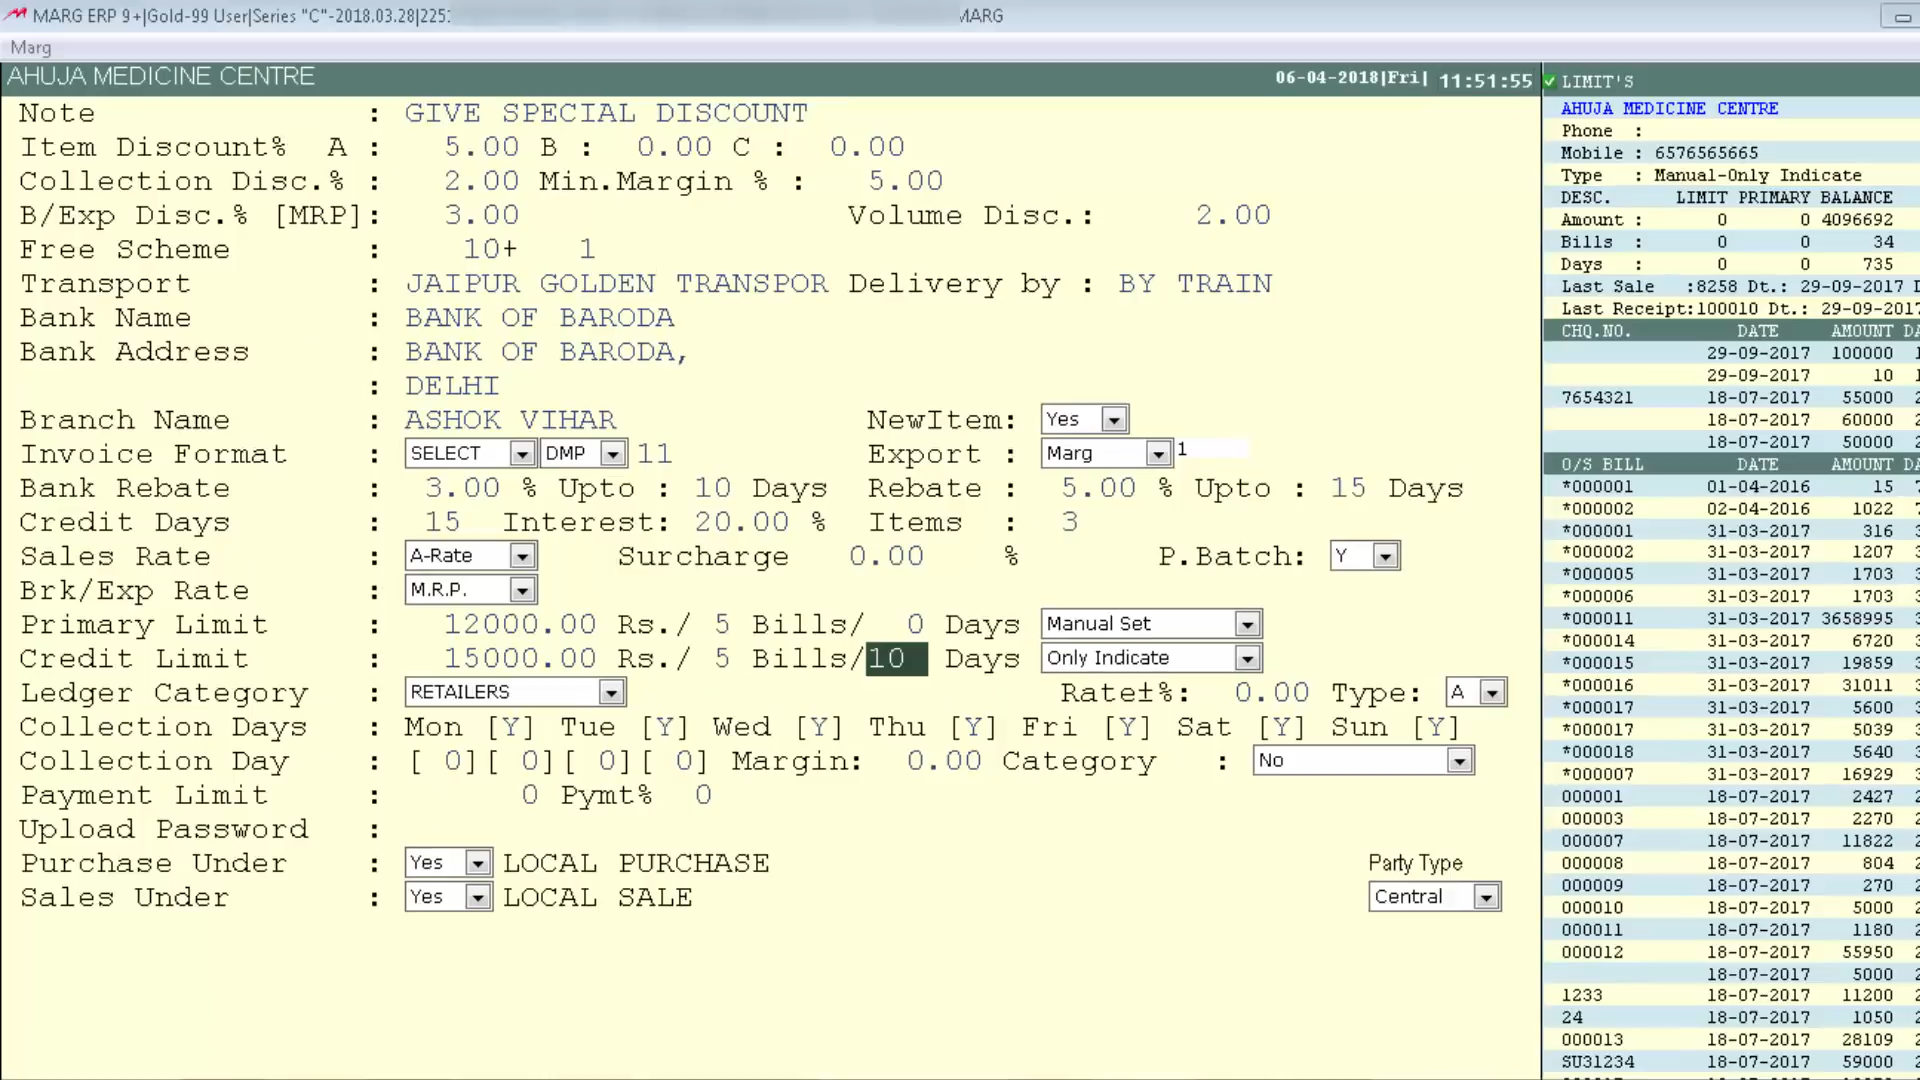 MARG ERP 9+|Gold-99 User|Series "C"-2018.03.28|225 MARG
Marg
AHUJA MEDICINE CENTRE 06-04-2018|Fri| 11:51:55
Note : GIVE SPECIAL DISCOUNT
Item Discount% A : 5.00 B : 0.00 C : 0.00
Collection Disc.% : 2.00 Min.Margin % : 5.00
B/Exp Disc.% [MRP]: 3.00 Volume Disc.: 2.00
Free Scheme : 10+ 1
Transport : JAIPUR GOLDEN TRANSPOR Delivery by : BY TRAIN
Bank Name : BANK OF BARODA
Bank Address : BANK OF BARODA,
: DELHI
Branch Name : ASHOK VIHAR NewItem: Yes
Invoice Format : SELECT DMP 11 Export : Marg 1
Bank Rebate : 3.00 % Upto : 10 Days Rebate : 5.00 % Upto : 15 Days
Credit Days : 15 Interest: 20.00 % Items : 3
Sales Rate : A-Rate Surcharge 0.00 % P.Batch: Y
Brk/Exp Rate : M.R.P.
Primary Limit : 12000.00 Rs./ 5 Bills/ 0 Days Manual Set
Credit Limit : 15000.00 Rs./ 5 Bills/10 Days Only Indicate
Ledger Category : RETAILERS Rate±%: 0.00 Type: A
Collection Days : Mon [Y] Tue [Y] Wed [Y] Thu [Y] Fri [Y] Sat [Y] Sun [Y]
Collection Day : [ 0][ 0][ 0][ 0] Margin: 0.00 Category : No
Payment Limit : 0 Pymt% 0
Upload Password :
Purchase Under : Yes LOCAL PURCHASE Party Type
Sales Under : Yes LOCAL SALE Central
LIMIT'S
AHUJA MEDICINE CENTRE
Phone :
Mobile : 6576565665
Type : Manual-Only Indicate
DESC. LIMIT PRIMARY BALANCE
Amount : 0 0 4096692
Bills : 0 0 34
Days : 0 0 735
Last Sale :8258 Dt.: 29-09-2017
Last Receipt:100010 Dt.: 29-09-2017
CHQ.NO. DATE AMOUNT
29-09-2017 100000
29-09-2017 10
7654321 18-07-2017 55000
18-07-2017 60000
18-07-2017 50000
O/S BILL DATE AMOUNT
*000001 01-04-2016 15
*000002 02-04-2016 1022
*000001 31-03-2017 316
*000002 31-03-2017 1207
*000005 31-03-2017 1703
*000006 31-03-2017 1703
*000011 31-03-2017 3658995
*000014 31-03-2017 6720
*000015 31-03-2017 19859
*000016 31-03-2017 31011
*000017 31-03-2017 5600
*000017 31-03-2017 5039
*000018 31-03-2017 5640
*000007 31-03-2017 16929
000001 18-07-2017 2427
000003 18-07-2017 2270
000007 18-07-2017 11822
000008 18-07-2017 804
000009 18-07-2017 270
000010 18-07-2017 5000
000011 18-07-2017 1180
000012 18-07-2017 55950
18-07-2017 5000
1233 18-07-2017 11200
24 18-07-2017 1050
000013 18-07-2017 28109
SU31234 18-07-2017 59000